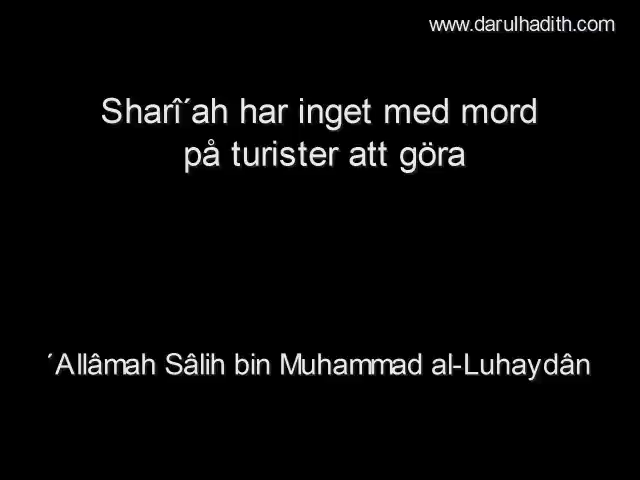 www.darulhadith.com
Sharî´ah har inget med mord
på turister att göra
´Allâmah Sâlih bin Muhammad al-Luhaydân